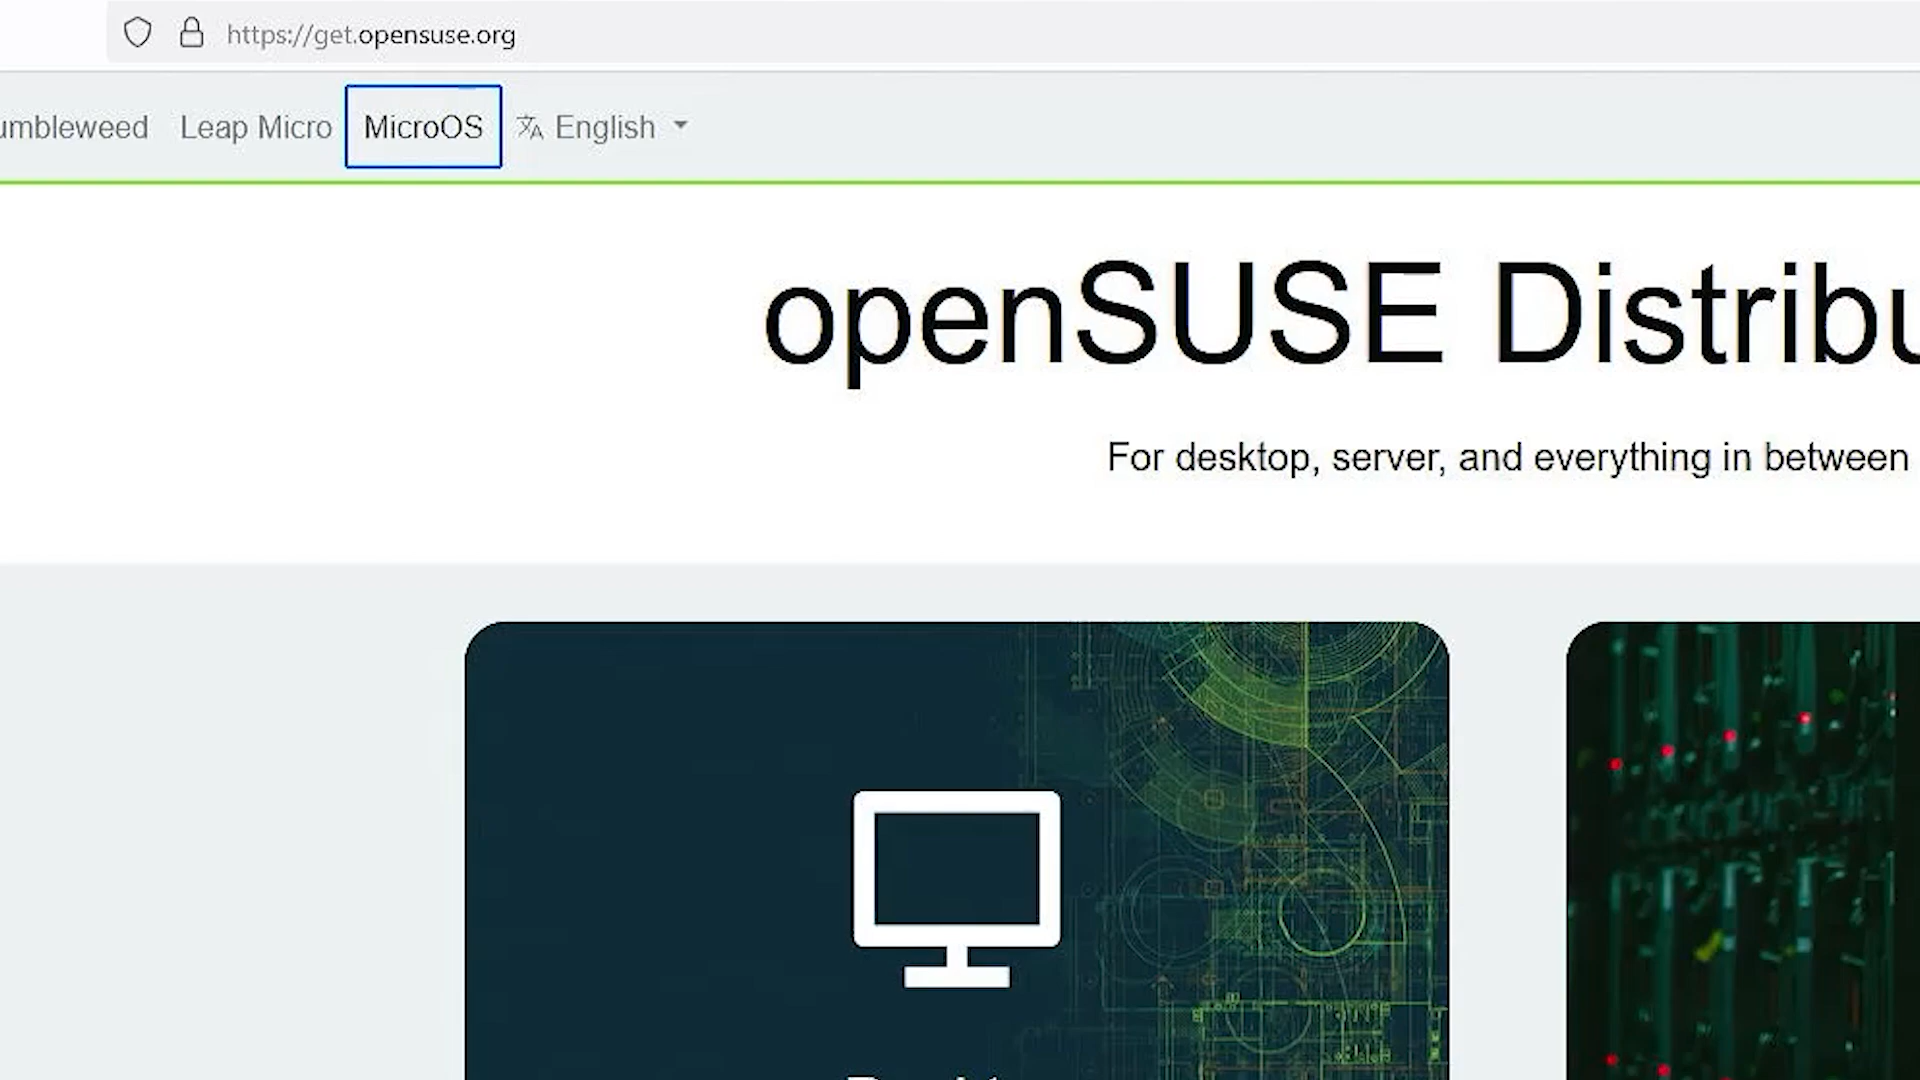 https://get.opensuse.org
umbleweed Leap Micro MicroOS English
openSUSE Distribu
For desktop, server, and everything in between